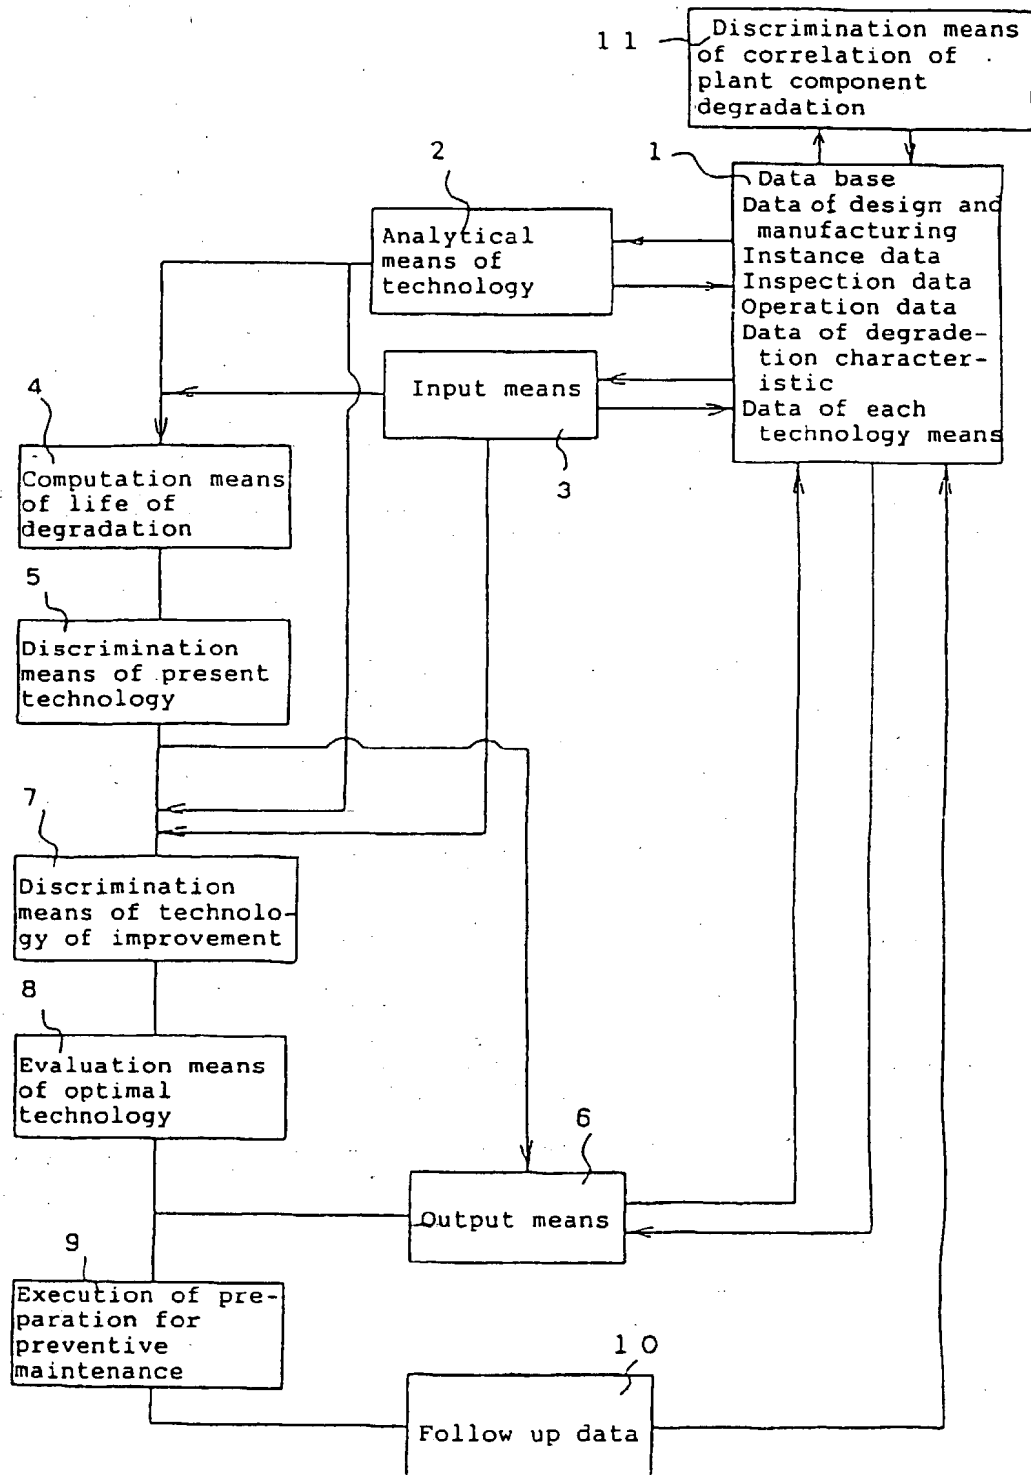 11
Discrimination means
of correlation of
plant component
degradation
1
Data base
Data of design and
manufacturing
Instance data
Inspection data
Operation data
Data of degrade-
tion character-
istic
Data of each
technology means
2
Analytical
means of
technology
Input means
3
4
Computation means
of life of
degradation
5
Discrimination
means of present
technology
7
Discrimination
means of technolo-
gy of improvement
8
Evaluation means
of optimal
technology
6
Output means
9
Execution of pre-
paration for
preventive
maintenance
10
Follow up data